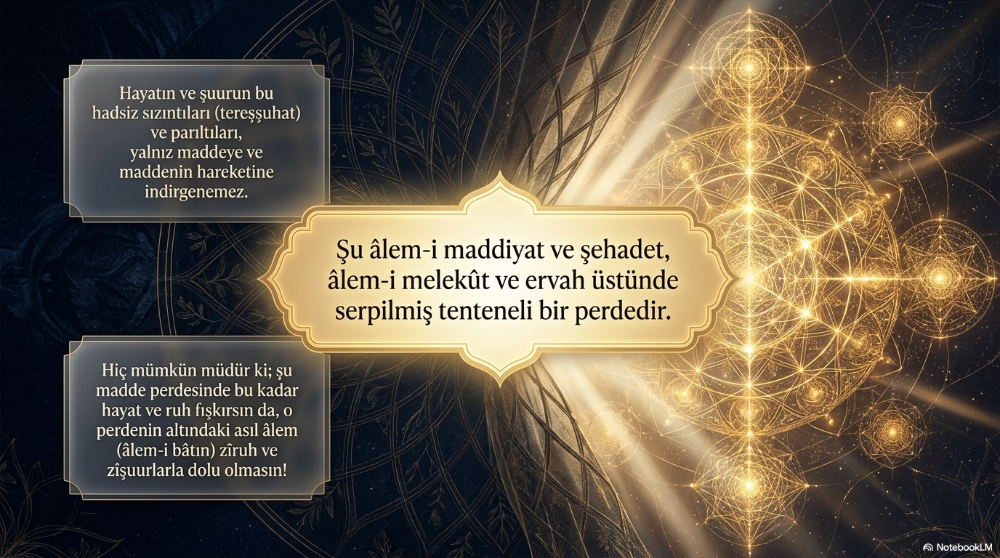 Hayatın ve şuurun bu
hadsiz sızıntıları (tereşşuhat)
ve parıltıları,
yalnız maddeye ve
maddenin hareketine
indirgenemez.
Şu âlem-i maddiyat ve şehadet,
âlem-i melekût ve ervah üstünde
serpilmiş tenteneli bir perdedir.
Hiç mümkün müdür ki; şu
madde perdesinde bu kadar
hayat ve ruh fışkırsın da, o
perdenin altındaki asıl âlem
(âlem-i bâtın) zîruh ve
zîşuurlarla dolu olmasın!
NotebookLM